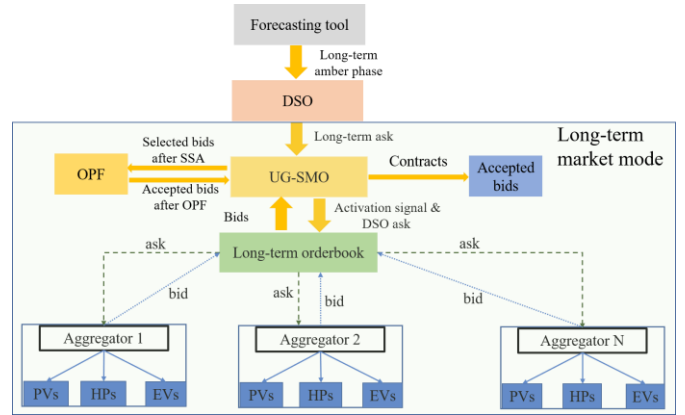 Forecasting tool
Long-term
amber phase
DSO
Long-term ask
Long-term
market mode
Selected bids
after SSA
OPF
Accepted bids
after OPF
UG-SMO
Contracts
Accepted
bids
Bids
Activation signal &
DSO ask
Long-term orderbook
ask
bid
ask
bid
ask
bid
Aggregator 1
Aggregator 2
Aggregator N
PVs
HPs
EVs
PVs
HPs
EVs
PVs
HPs
EVs